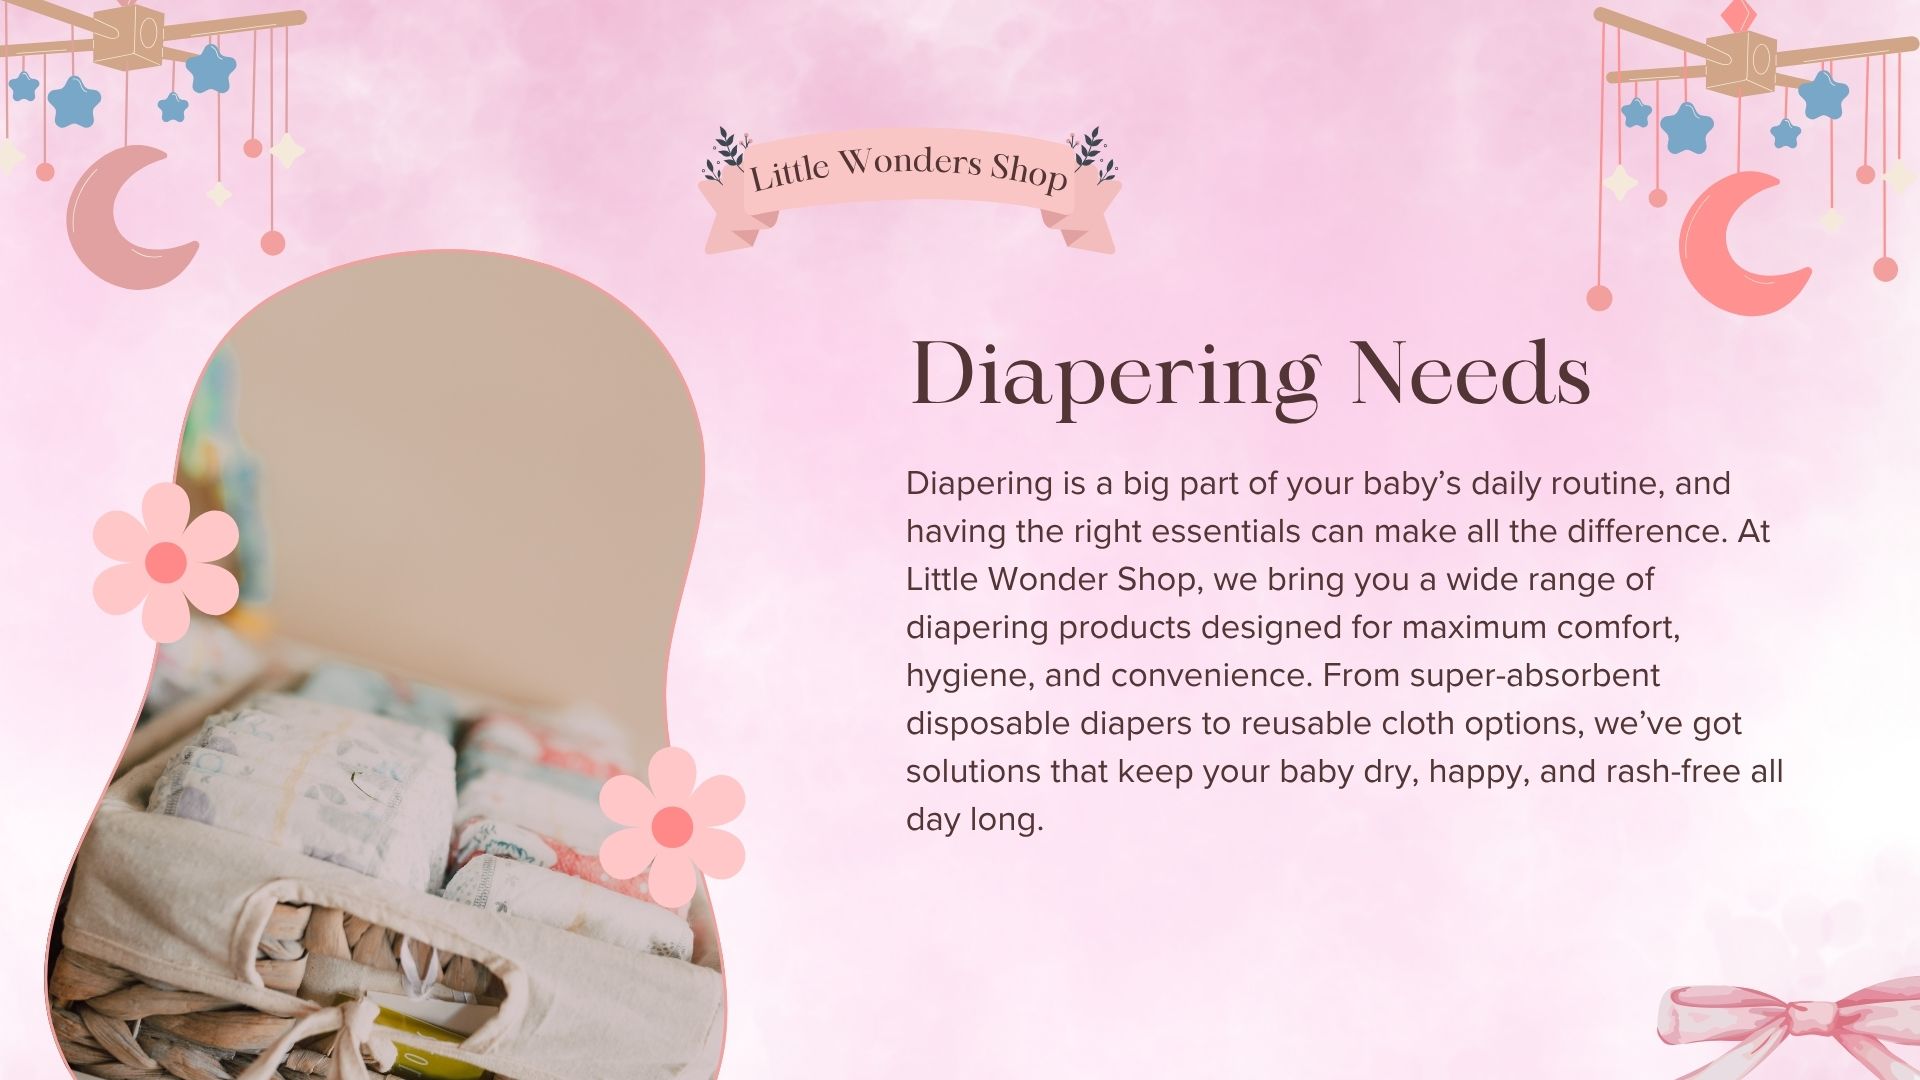 Little Wonders Shop
Diapering Needs
Diapering is a big part of your baby’s daily routine, and
having the right essentials can make all the difference. At
Little Wonder Shop, we bring you a wide range of
diapering products designed for maximum comfort,
hygiene, and convenience. From super-absorbent
disposable diapers to reusable cloth options, we’ve got
solutions that keep your baby dry, happy, and rash-free all
day long.